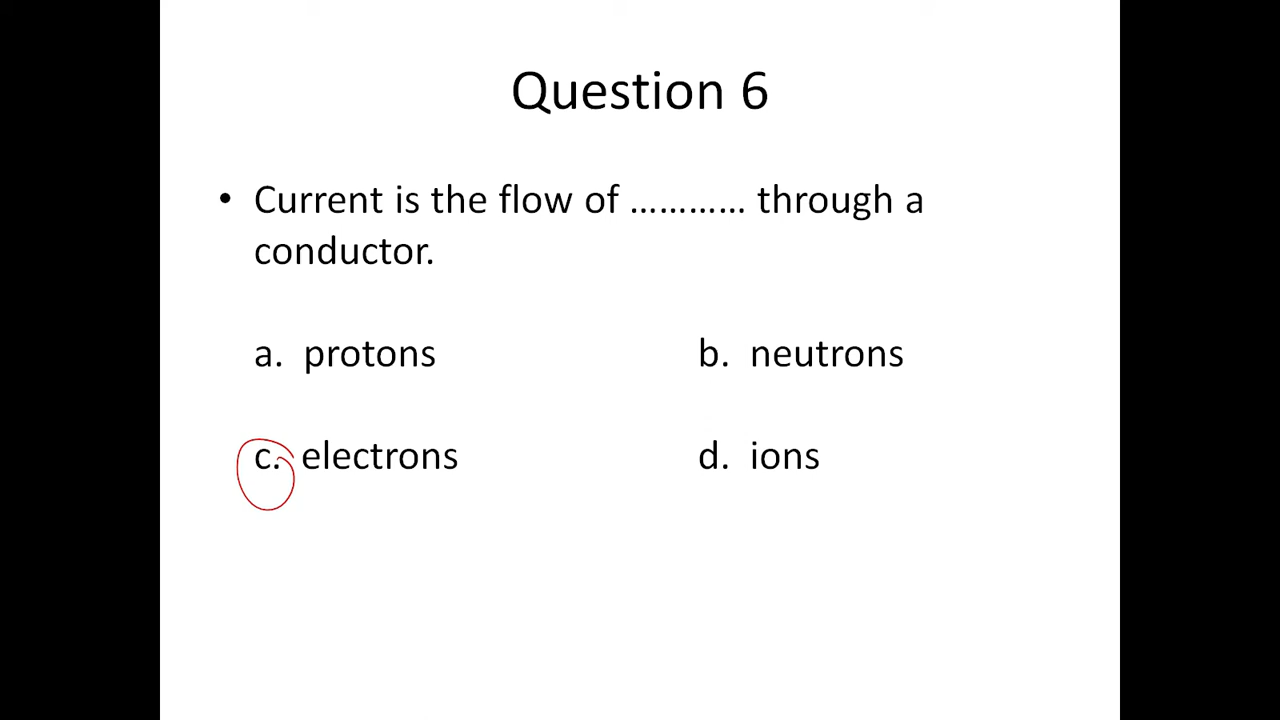 Question 6
• Current is the flow of ………… through a
conductor.
a. protons b. neutrons
c. electrons d. ions